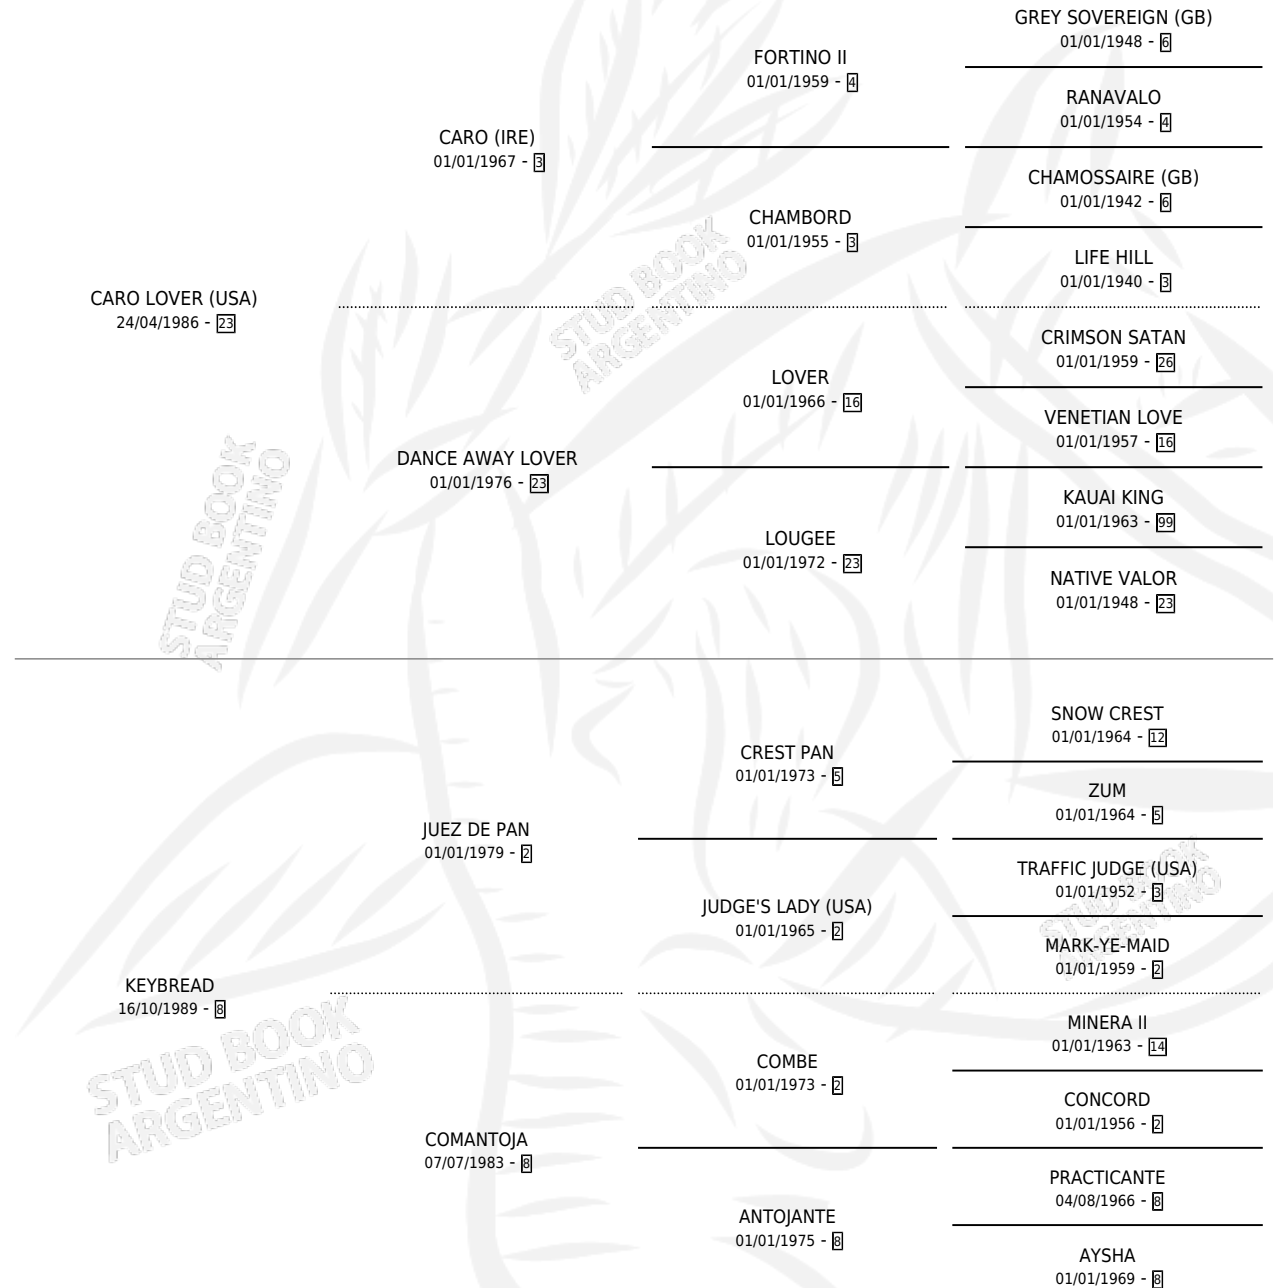 GREY SOVEREIGN (GB)
01/01/1948 - 6
FORTINO II
01/01/1959 - 4
RANAVALO
01/01/1954 - 4
CARO (IRE)
01/01/1967 - 3
CHAMOSSAIRE (GB)
01/01/1942 - 6
CHAMBORD
01/01/1955 - 3
LIFE HILL
01/01/1940 - 3
CARO LOVER (USA)
24/04/1986 - 23
CRIMSON SATAN
01/01/1959 - 26
LOVER
01/01/1966 - 16
VENETIAN LOVE
01/01/1957 - 16
DANCE AWAY LOVER
01/01/1976 - 23
KAUAI KING
01/01/1963 - 99
LOUGEE
01/01/1972 - 23
NATIVE VALOR
01/01/1948 - 23
STUD BOOK
ARGENTINO
STUD BOOK
ARGENTINO
SNOW CREST
01/01/1964 - 12
CREST PAN
01/01/1973 - 5
ZUM
01/01/1964 - 5
JUEZ DE PAN
01/01/1979 - 2
TRAFFIC JUDGE (USA)
01/01/1952 - 3
JUDGE'S LADY (USA)
01/01/1965 - 2
MARK-YE-MAID
01/01/1959 - 2
STUD BOOK
ARGENTINO
KEYBREAD
16/10/1989 - 8
MINERA II
01/01/1963 - 14
COMBE
01/01/1973 - 2
CONCORD
01/01/1956 - 2
COMANTOJA
07/07/1983 - 8
PRACTICANTE
04/08/1966 - 8
ANTOJANTE
01/01/1975 - 8
AYSHA
01/01/1969 - 8
STUD BOOK
ARGENTINO